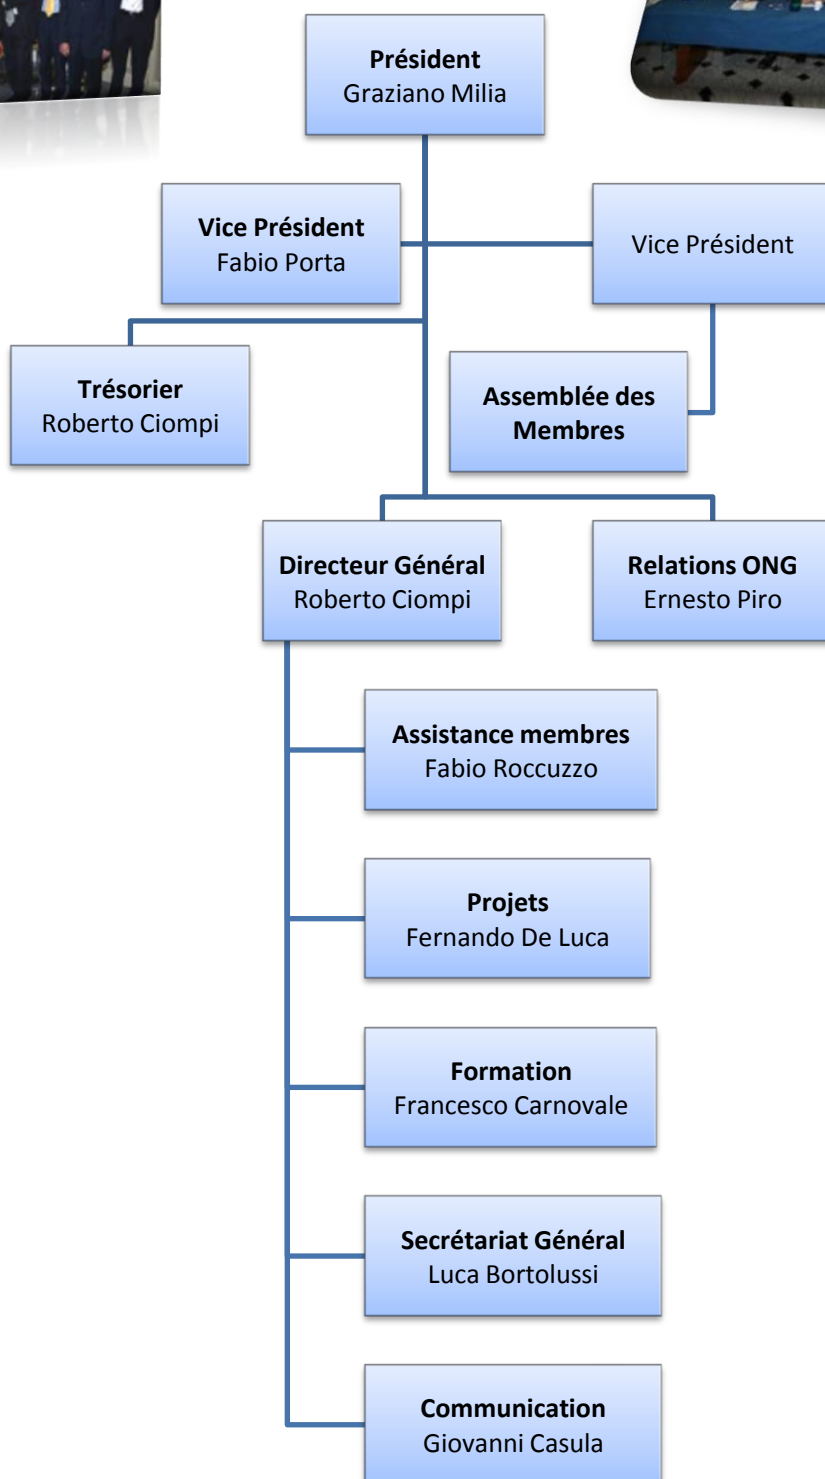 Président
Graziano Milia
Vice Président
Fabio Porta
Vice Président
Trésorier
Roberto Ciompi
Assemblée des
Membres
Directeur Général
Roberto Ciompi
Relations ONG
Ernesto Piro
Assistance membres
Fabio Roccuzzo
Projets
Fernando De Luca
Formation
Francesco Carnovale
Secrétariat Général
Luca Bortolussi
Communication
Giovanni Casula